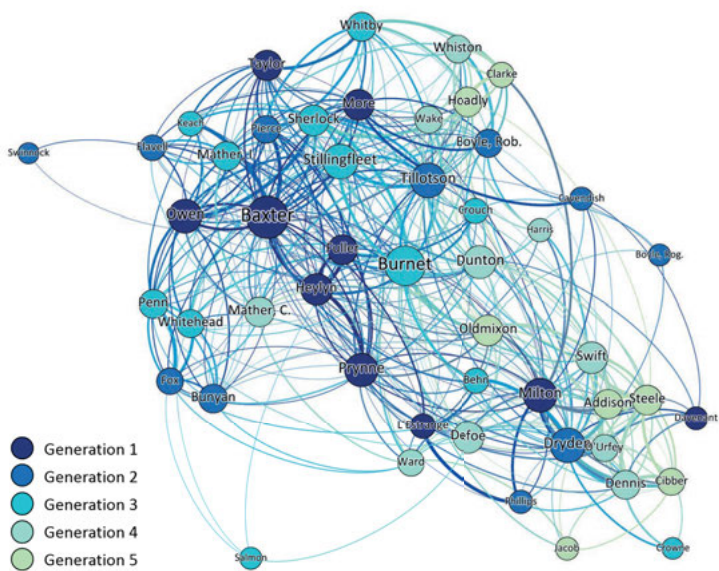 Whitby
Whiston
Taylor
Clarke
More
Hoadly
Keach
Pierce
Sherlock
Wake
Boyle, Rob.
Swinnock
Flavell
Mather, I.
Stillingfleet
Tillotson
Cavendish
Owen
Baxter
Crouch
Harris
Fuller
Burnet
Dunton
Boyle, Rog.
Penn
Heylyn
Whitehead
Mather, C.
Oldmixon
Swift
Fox
Prynne
Behn
Bunyan
Milton
Addison
Steele
Davenant
L'Estrange
Defoe
Dryden
D'Urfey
Ward
Dennis
Cibber
Phillips
Salmon
Jacob
Crowne
Generation 1
Generation 2
Generation 3
Generation 4
Generation 5